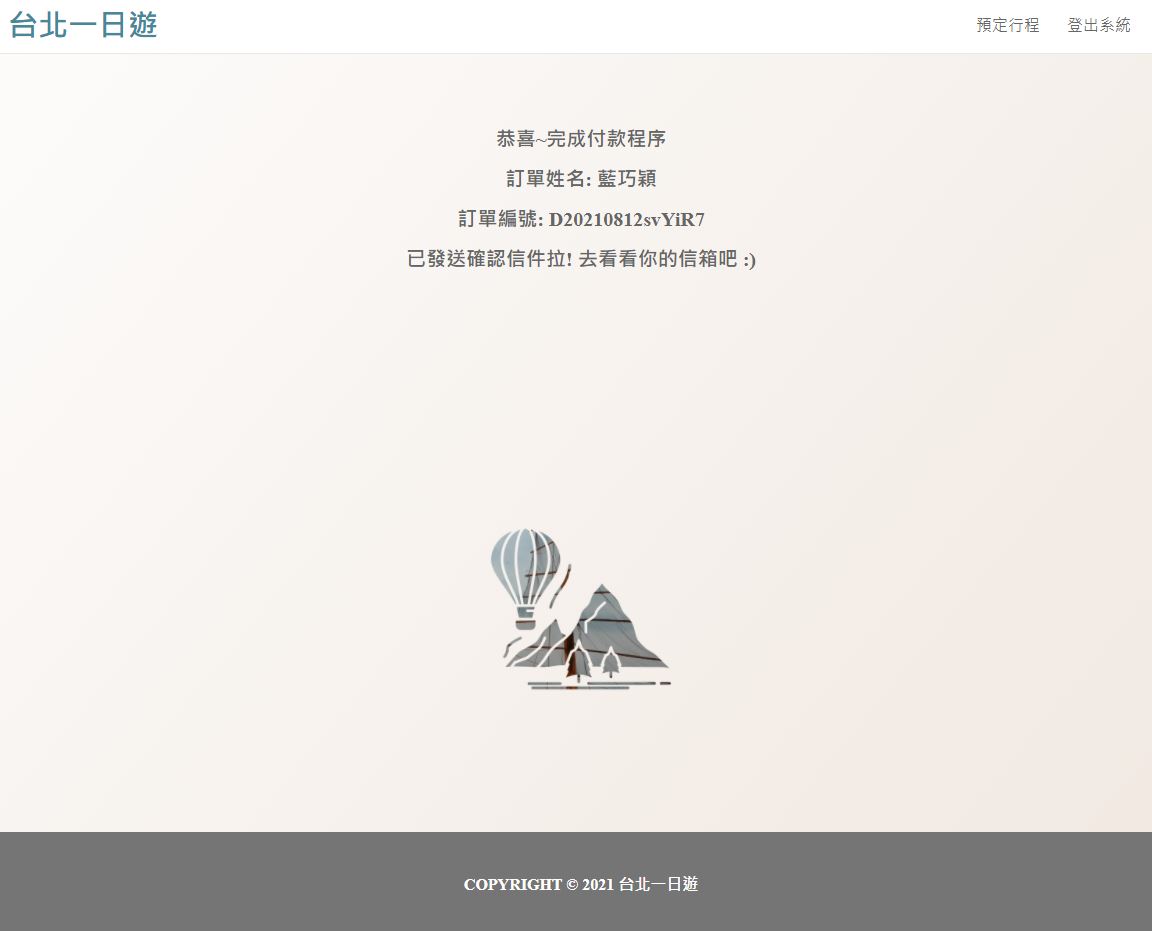 台北一日遊
預定行程
登出系統
恭喜~完成付款程序
訂單姓名: 藍巧穎
訂單編號: D20210812svYiR7
已發送確認信件拉! 去看看你的信箱吧 :)
COPYRIGHT © 2021 台北一日遊